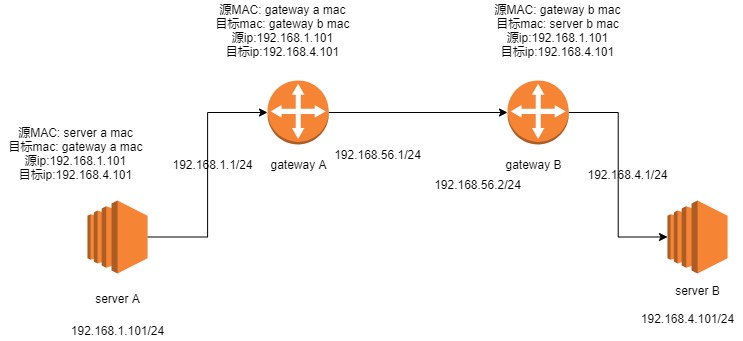 源MAC: gateway a mac
目标mac: gateway b mac
源ip:192.168.1.101
目标ip:192.168.4.101
源MAC: gateway b mac
目标mac: server b mac
源ip:192.168.1.101
目标ip:192.168.4.101
源MAC: server a mac
目标mac: gateway a mac
源ip:192.168.1.101
目标ip:192.168.4.101
192.168.1.1/24
gateway A
192.168.56.1/24
192.168.56.2/24
gateway B
192.168.4.1/24
server A
192.168.1.101/24
server B
192.168.4.101/24